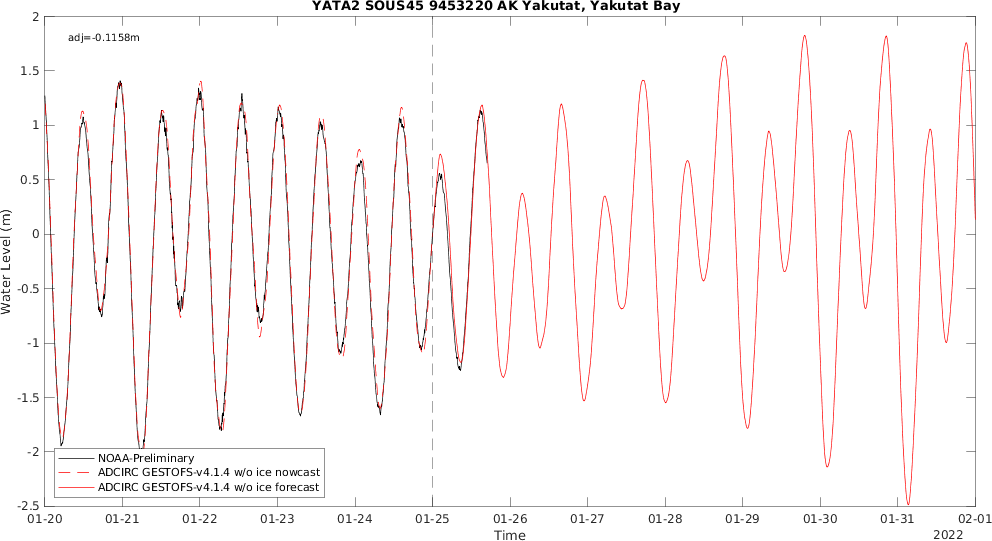 YATA2 SOUS45 9453220 AK Yakutat, Yakutat Bay
adj=-0.1158m
2
1.5
1
0.5
0
-0.5
-1
-1.5
-2
-2.5
Water Level (m)
NOAA-Preliminary
ADCIRC GESTOFS-v4.1.4 w/o ice nowcast
ADCIRC GESTOFS-v4.1.4 w/o ice forecast
01-20 01-21 01-22 01-23 01-24 01-25 01-26 01-27 01-28 01-29 01-30 01-31 02-01
Time
2022